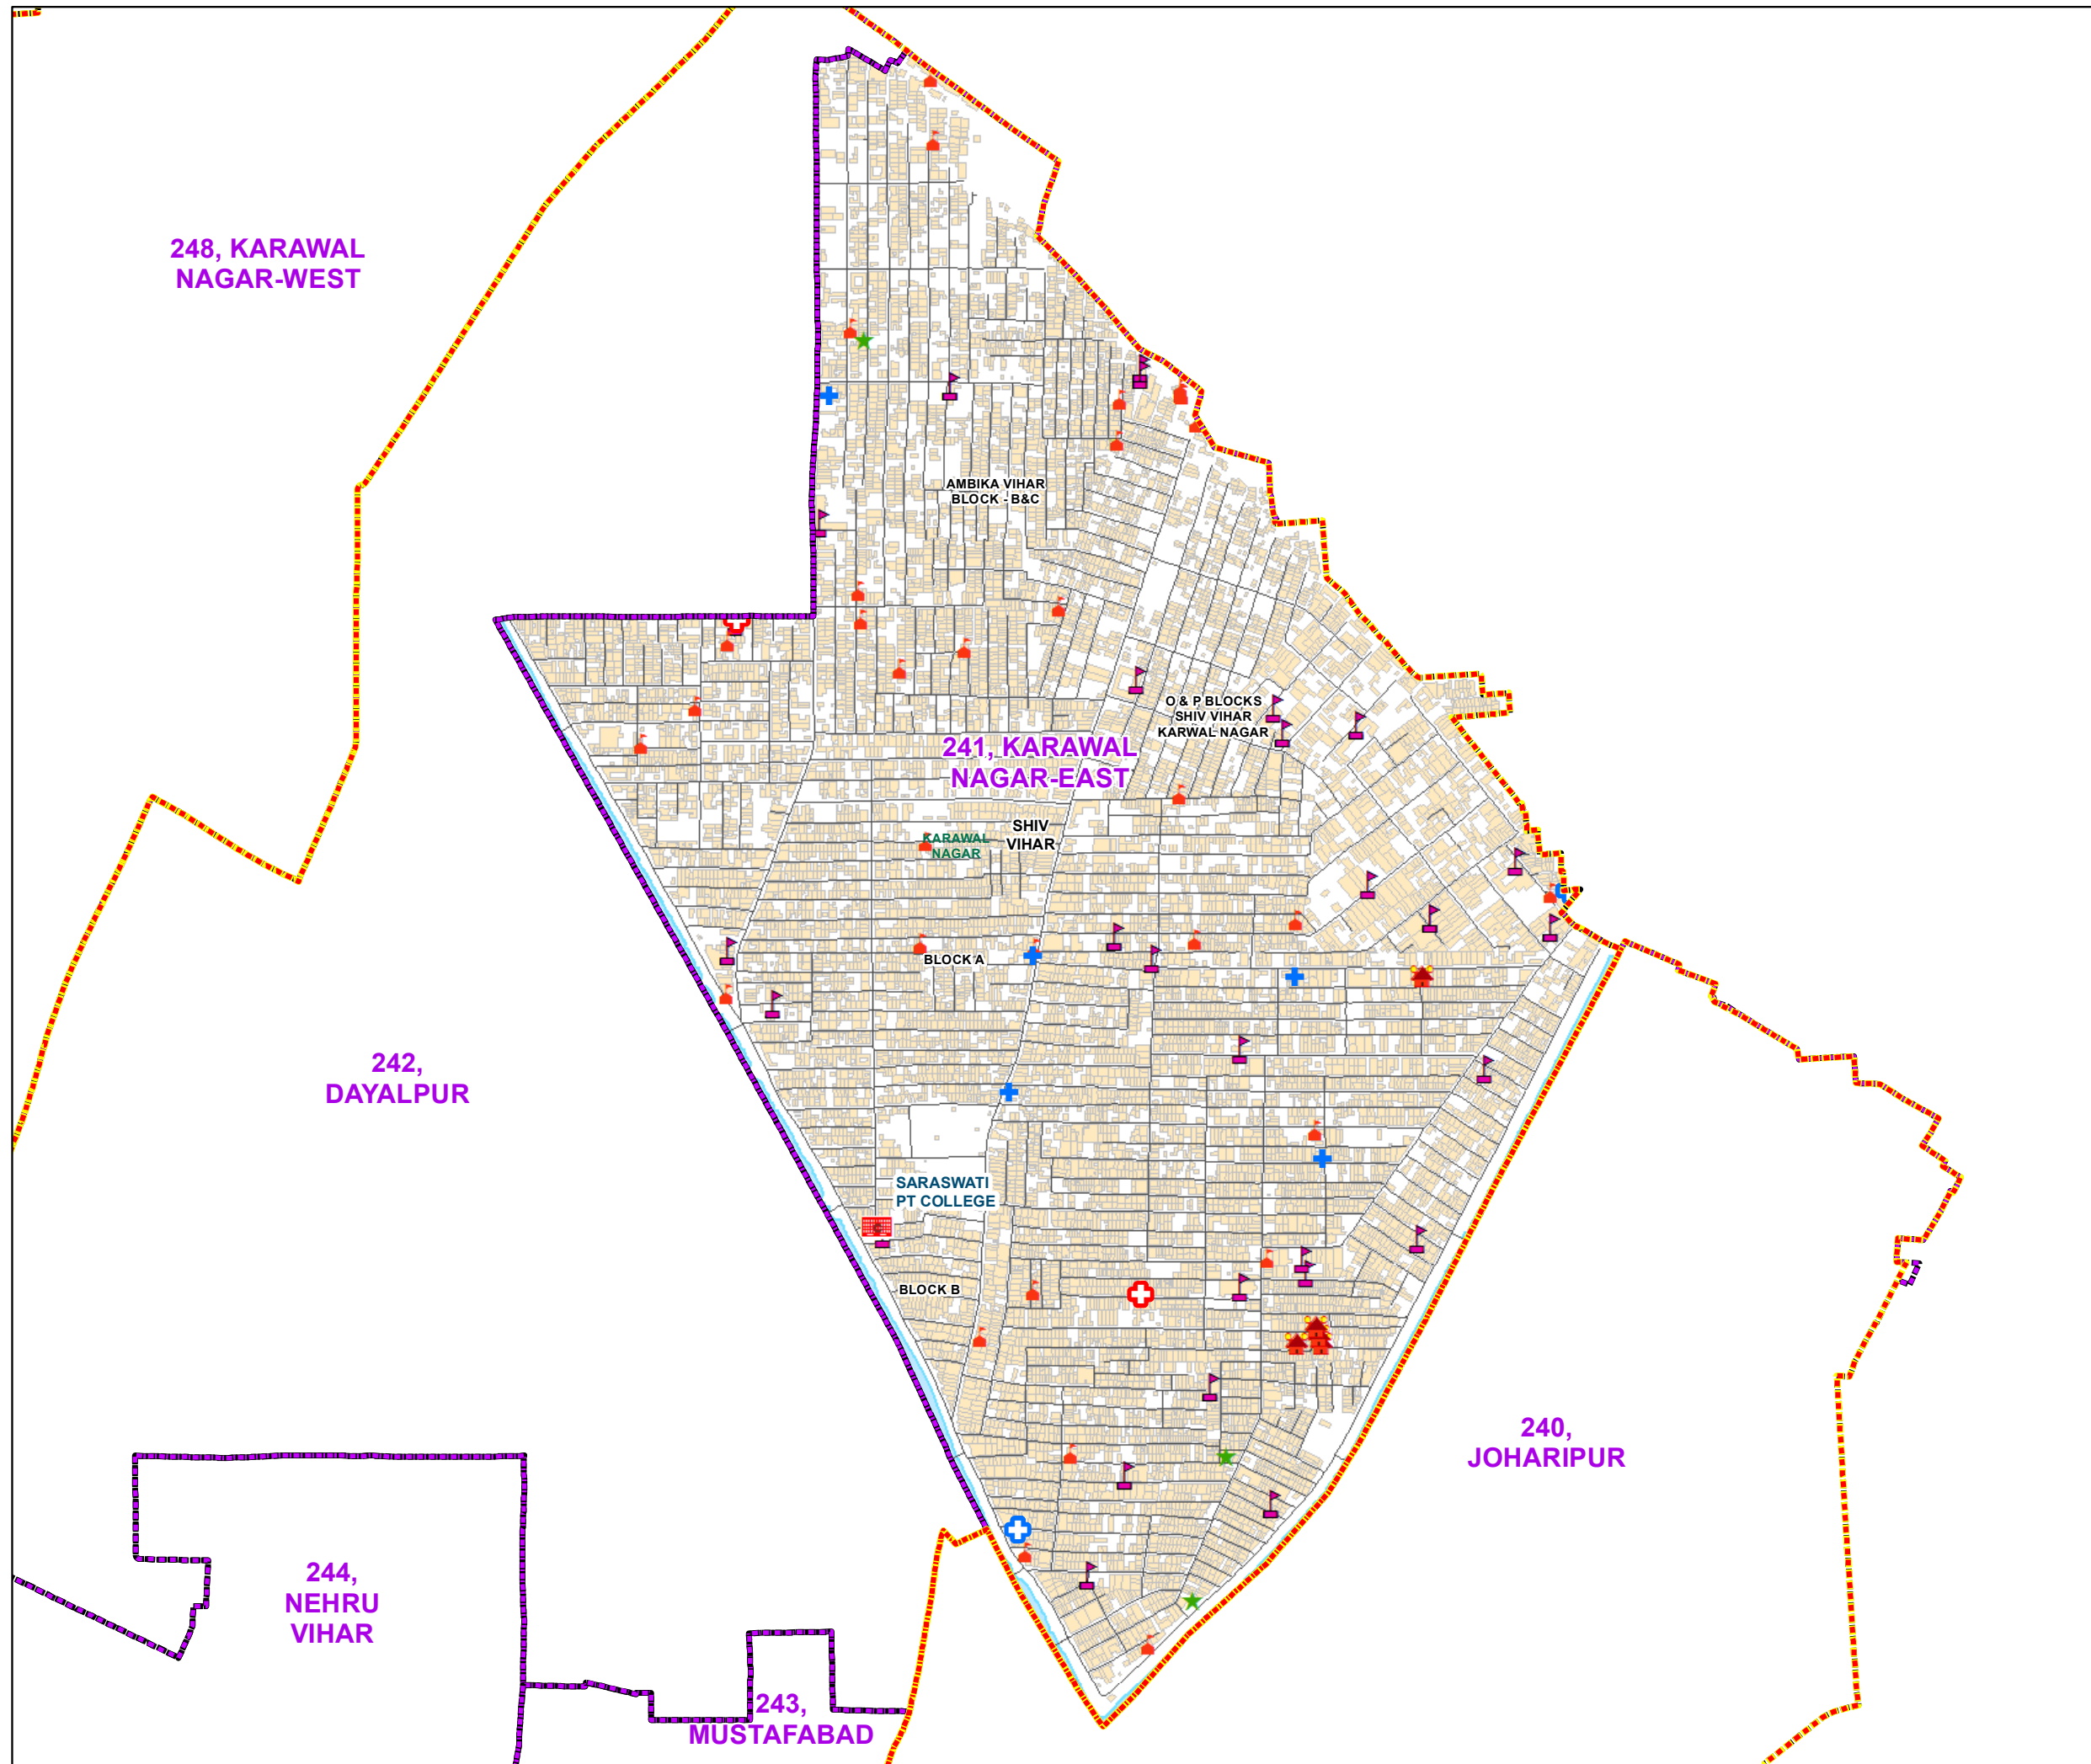 248, KARAWAL
NAGAR-WEST
AMBIKA VIHAR
BLOCK - B&C
O & P BLOCKS
SHIV VIHAR
KARWAL NAGAR
241, KARAWAL
NAGAR-EAST
SHIV
VIHAR
KARAWAL
NAGAR
BLOCK A
242,
DAYALPUR
SARASWATI
PT COLLEGE
BLOCK B
240,
JOHARIPUR
244,
NEHRU
VIHAR
243,
MUSTAFABAD